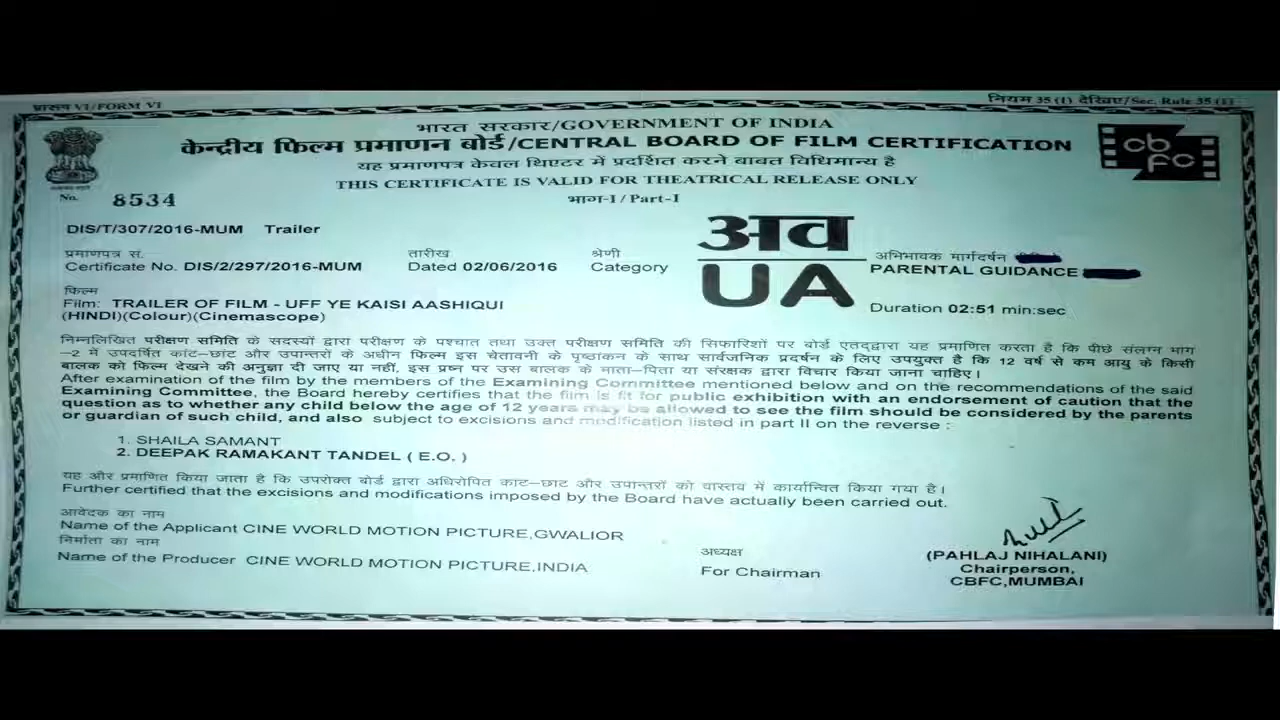 प्रारूप VI/FORM VI
नियम 35 (1) देखिए/Sec. Rule 35 (1)
भारत सरकार/GOVERNMENT OF INDIA
केन्द्रीय फिल्म प्रमाणन बोर्ड/CENTRAL BOARD OF FILM CERTIFICATION
यह प्रमाणपत्र केवल थिएटर में प्रदर्शित करने बाबत विधिमान्य है
THIS CERTIFICATE IS VALID FOR THEATRICAL RELEASE ONLY
cb
fc
No. 8534
भाग-I / Part-I
DIS/T/307/2016-MUM Trailer
अव
UA
प्रमाणपत्र सं. तारीख श्रेणी
Certificate No. DIS/2/297/2016-MUM Dated 02/06/2016 Category
अभिभावक मार्गदर्शन
PARENTAL GUIDANCE
Duration 02:51 min:sec
फिल्म
Film: TRAILER OF FILM - UFF YE KAISI AASHIQUI
(HINDI)(Colour)(Cinemascope)
निम्नलिखित परीक्षण समिति के सदस्यों द्वारा परीक्षण के पश्चात तथा उक्त परीक्षण समिति की सिफारिशों पर बोर्ड एतद्द्वारा यह प्रमाणित करता है कि पीछे संलग्न भाग
-2 में उपदर्शित कांट-छांट और उपान्तरों के अधीन फिल्म इस चेतावनी के पृष्ठांकन के साथ सार्वजनिक प्रदर्शन के लिए उपयुक्त है कि 12 वर्ष से कम आयु के किसी
बालक को फिल्म देखने की अनुज्ञा दी जाए या नहीं, इस प्रश्न पर उस बालक के माता-पिता या संरक्षक द्वारा विचार किया जाना चाहिए।
After examination of the film by the members of the Examining Committee mentioned below and on the recommendations of the said
Examining Committee, the Board hereby certifies that the film is fit for public exhibition with an endorsement of caution that the
question as to whether any child below the age of 12 years may be allowed to see the film should be considered by the parents
or guardian of such child, and also subject to excisions and modification listed in part II on the reverse :
1. SHAILA SAMANT
2. DEEPAK RAMAKANT TANDEL ( E.O. )
यह और प्रमाणित किया जाता है कि उपरोक्त बोर्ड द्वारा अधिरोपित काट-छाट और उपान्तरों को वास्तव में कार्यान्वित किया गया है।
Further certified that the excisions and modifications imposed by the Board have actually been carried out.
आवेदक का नाम
Name of the Applicant CINE WORLD MOTION PICTURE,GWALIOR
निर्माता का नाम
Name of the Producer CINE WORLD MOTION PICTURE,INDIA
अध्यक्ष
For Chairman
(PAHLAJ NIHALANI)
Chairperson,
CBFC,MUMBAI